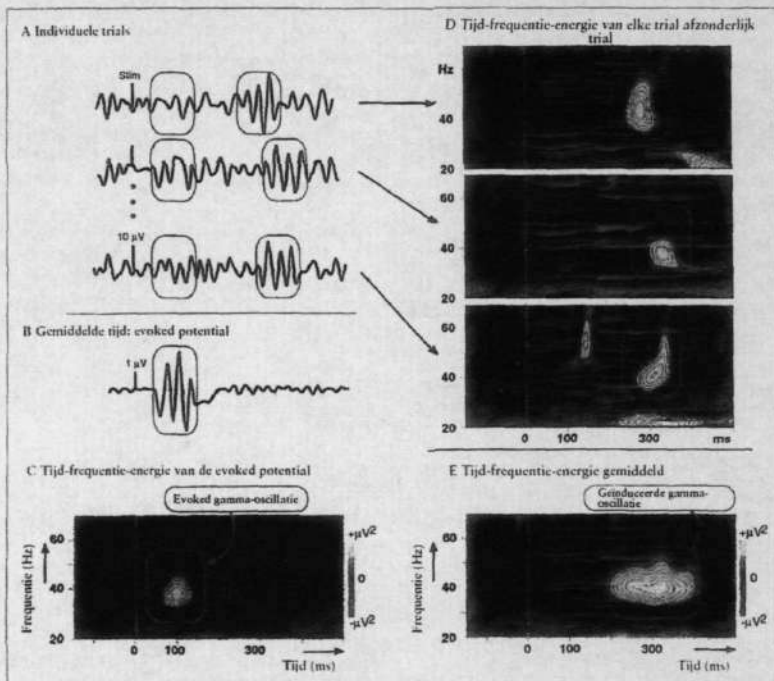 A Individuele trials
Stim
10 µV
B Gemiddelde tijd: evoked potential
1 µV
C Tijd-frequentie-energie van de evoked potential
Evoked gamma-oscillatie
Frequentie (Hz)
60
40
20
0
100
300
Tijd (ms)
+µV²
0
-µV²
D Tijd-frequentie-energie van elke trial afzonderlijk
trial
Hz
40
20
60
40
20
60
40
20
0
100
300
ms
E Tijd-frequentie-energie gemiddeld
Geïnduceerde gamma-
oscillatie
Frequentie (Hz)
60
40
20
0
100
300
Tijd (ms)
+µV²
0
-µV²